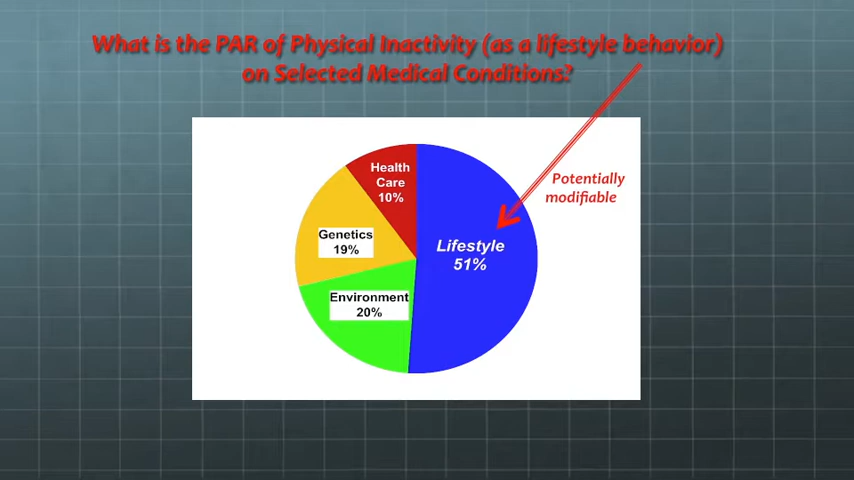 What is the PAR of Physical Inactivity (as a lifestyle behavior)
on Selected Medical Conditions?
Health
Care
10%
Potentially
modifiable
Genetics
19%
Lifestyle
51%
Environment
20%